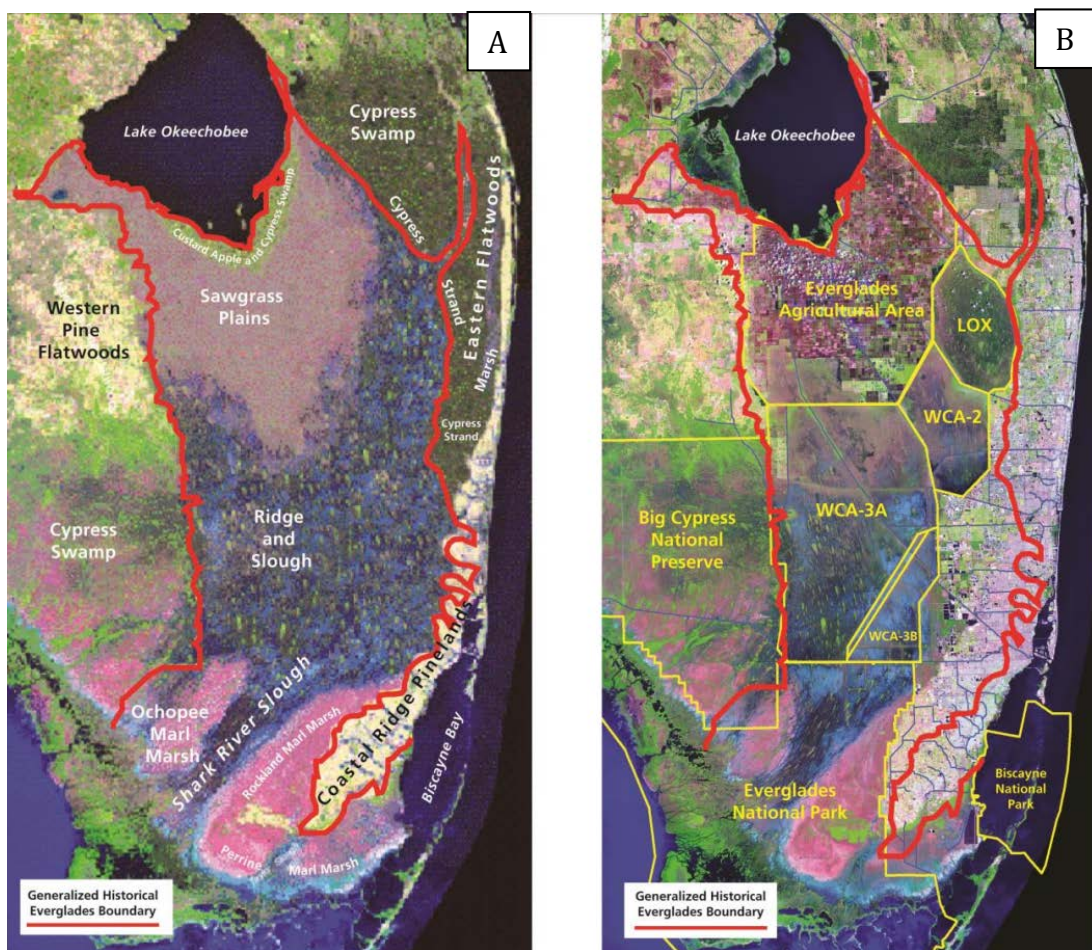 A
Lake Okeechobee
Cypress
Swamp
Custard Apple and Cypress Swamp
Cypress
Strand
Eastern Flatwoods
Marsh
Sawgrass
Plains
Western
Pine
Flatwoods
Cypress
Strand
Ridge
and
Slough
Cypress
Swamp
Ochopee
Marl
Marsh
Shark River Slough
Rockland Marl Marsh
Coastal Ridge Pinelands
Biscayne Bay
Perrine
Marl Marsh
Generalized Historical
Everglades Boundary
B
Lake Okeechobee
Everglades
Agricultural Area
LOX
WCA-2
WCA-3A
Big Cypress
National
Preserve
WCA-3B
Everglades
National Park
Biscayne
National
Park
Generalized Historical
Everglades Boundary